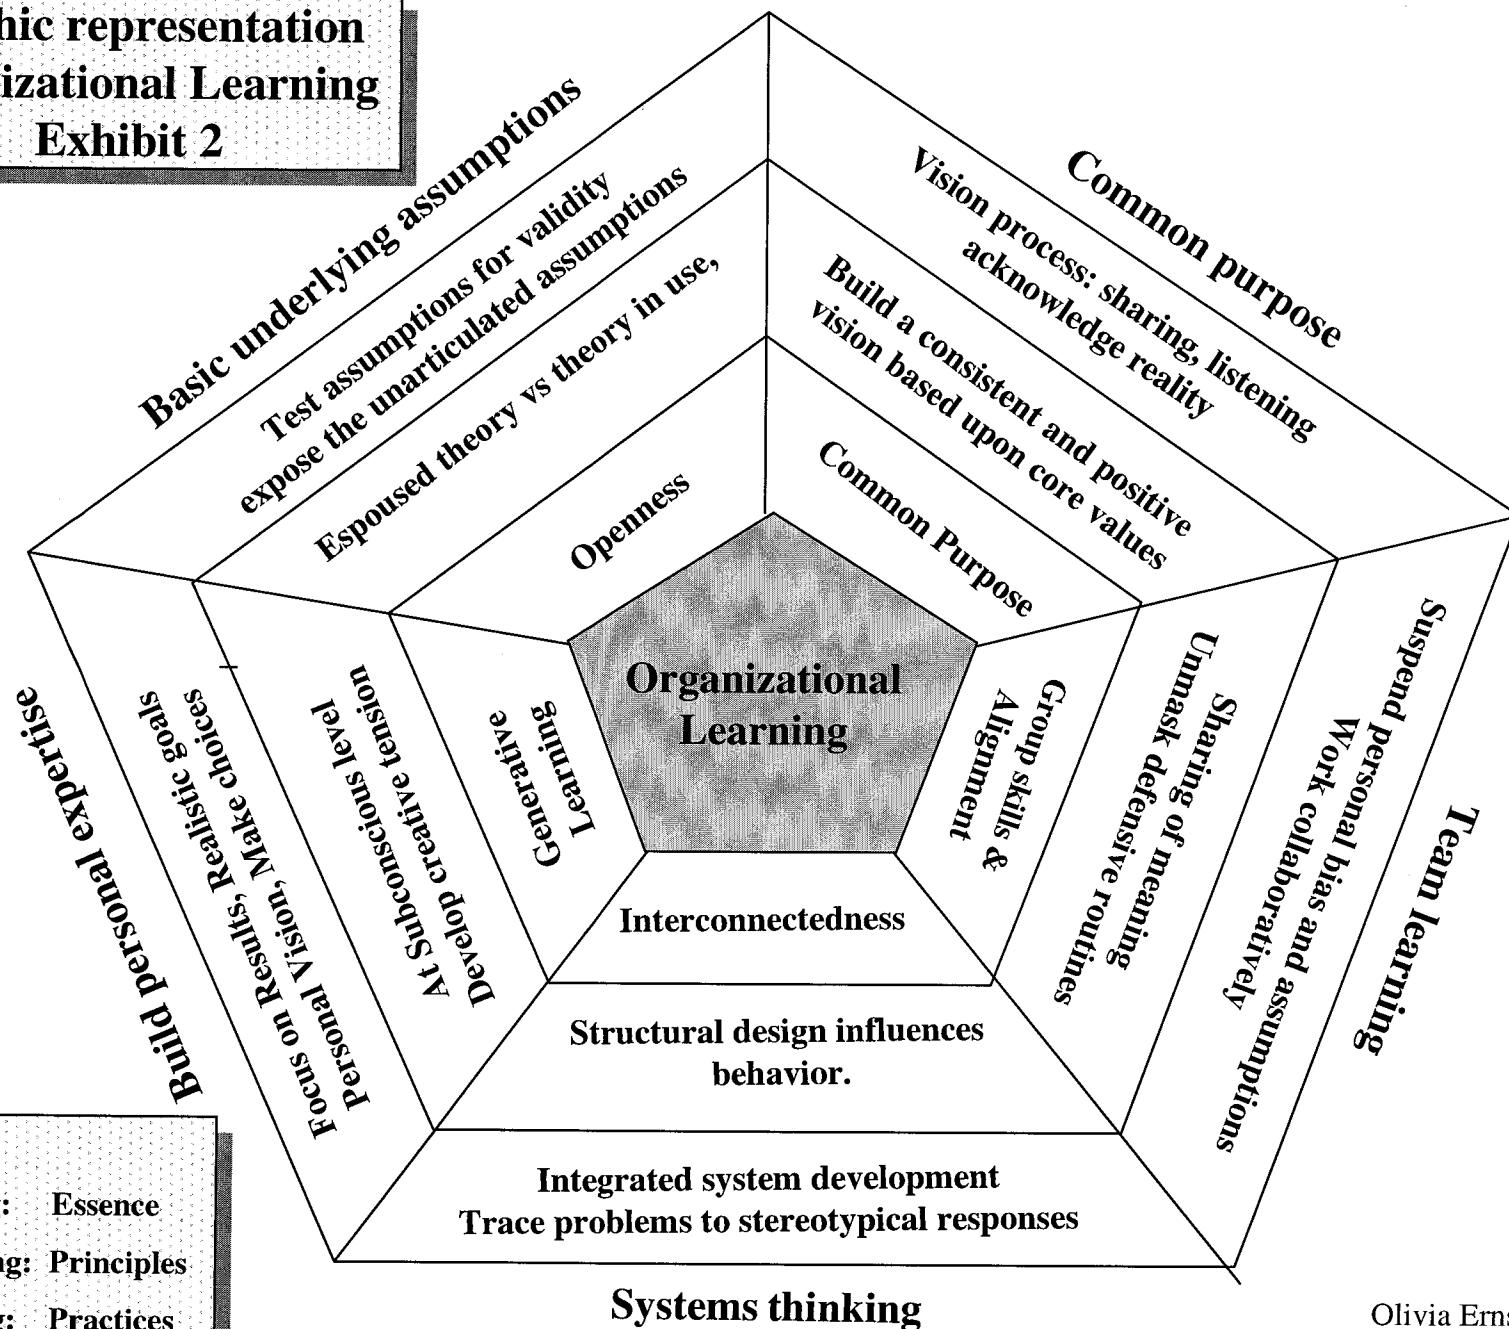 representation
Learning
Exhibit 2
Basic underlying assumptions
Test assumptions for validity
expose the unarticulated assumptions
Espoused theory vs theory in use,
Openness
Common purpose
Vision process: sharing, listening
acknowledge reality
Build a consistent and positive
vision based upon core values
Common Purpose
Organizational
Learning
Team learning
Suspend personal bias and assumptions
Work collaboratively
Sharing of meaning
Unmask defensive routines
Group skills &
Alignment
Build personal expertise
Focus on Results, Realistic goals
Personal Vision, Make choices
At Subconscious level
Develop creative tension
Generative
Learning
Interconnectedness
Structural design influences
behavior.
Integrated system development
Trace problems to stereotypical responses
Systems thinking
Essence
Principles
Practices
Olivia